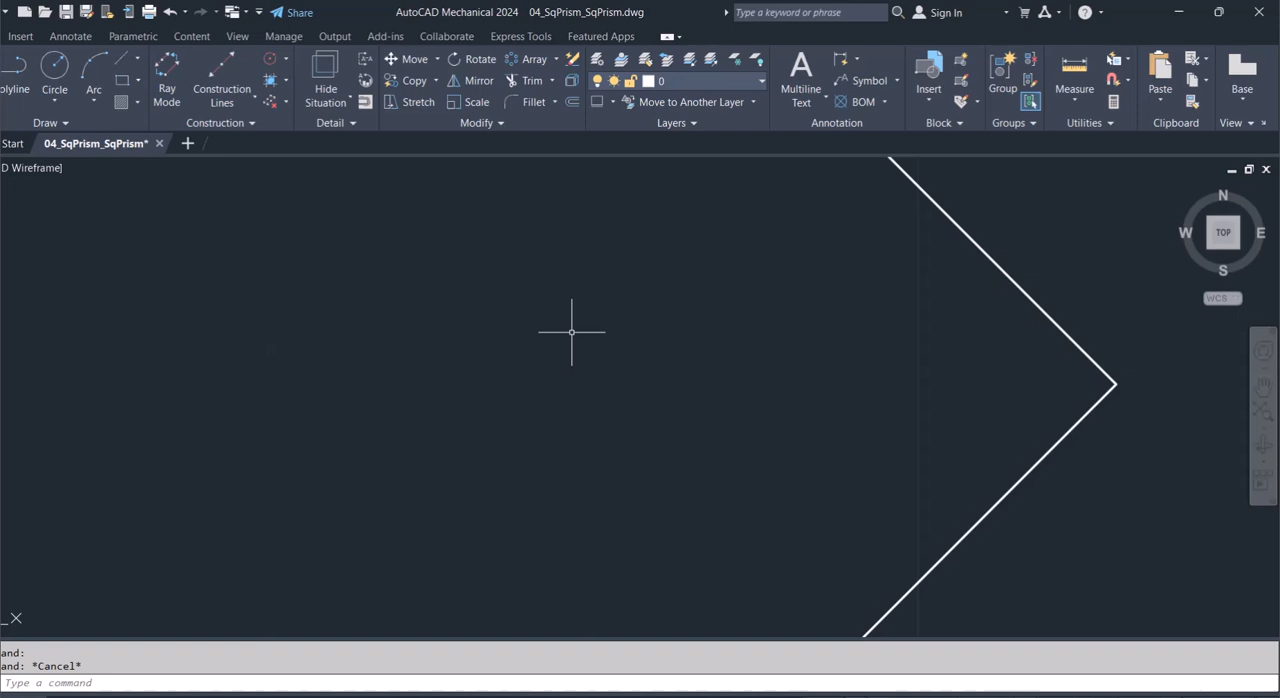 Share AutoCAD Mechanical 2024 04_SqPrism_SqPrism.dwg Type a keyword or phrase Sign In
Insert Annotate Parametric Content View Manage Output Add-ins Collaborate Express Tools Featured Apps
olyline Circle Arc Ray Mode Construction Lines Hide Situation Move Rotate Array
Copy Mirror Trim
Stretch Scale Fillet
0
Move to Another Layer
Multiline Text Symbol BOM
Insert Group Measure Paste Base
Draw Construction Detail Modify Layers Annotation Block Groups Utilities Clipboard View
Start 04_SqPrism_SqPrism*
D Wireframe]
N
W TOP E
S
WCS
and:
and: *Cancel*
Type a command